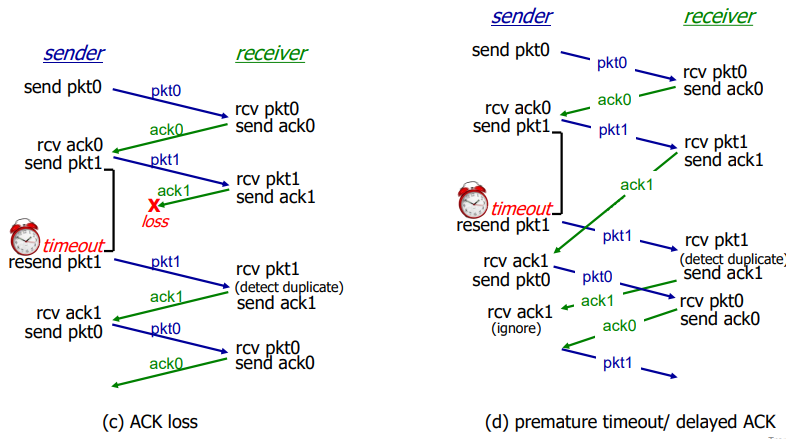 sender
receiver
send pkt0
pkt0
rcv pkt0
send ack0
ack0
rcv ack0
send pkt1
pkt1
rcv pkt1
send ack1
ack1
X
loss
timeout
resend pkt1
pkt1
rcv pkt1
(detect duplicate)
send ack1
ack1
rcv ack1
send pkt0
pkt0
rcv pkt0
send ack0
ack0
(c) ACK loss
sender
receiver
send pkt0
pkt0
rcv pkt0
send ack0
ack0
rcv ack0
send pkt1
pkt1
rcv pkt1
send ack1
ack1
timeout
resend pkt1
pkt1
rcv pkt1
(detect duplicate)
send ack1
rcv ack1
send pkt0
pkt0
ack1
rcv pkt0
send ack0
rcv ack1
(ignore)
ack0
pkt1
(d) premature timeout/ delayed ACK